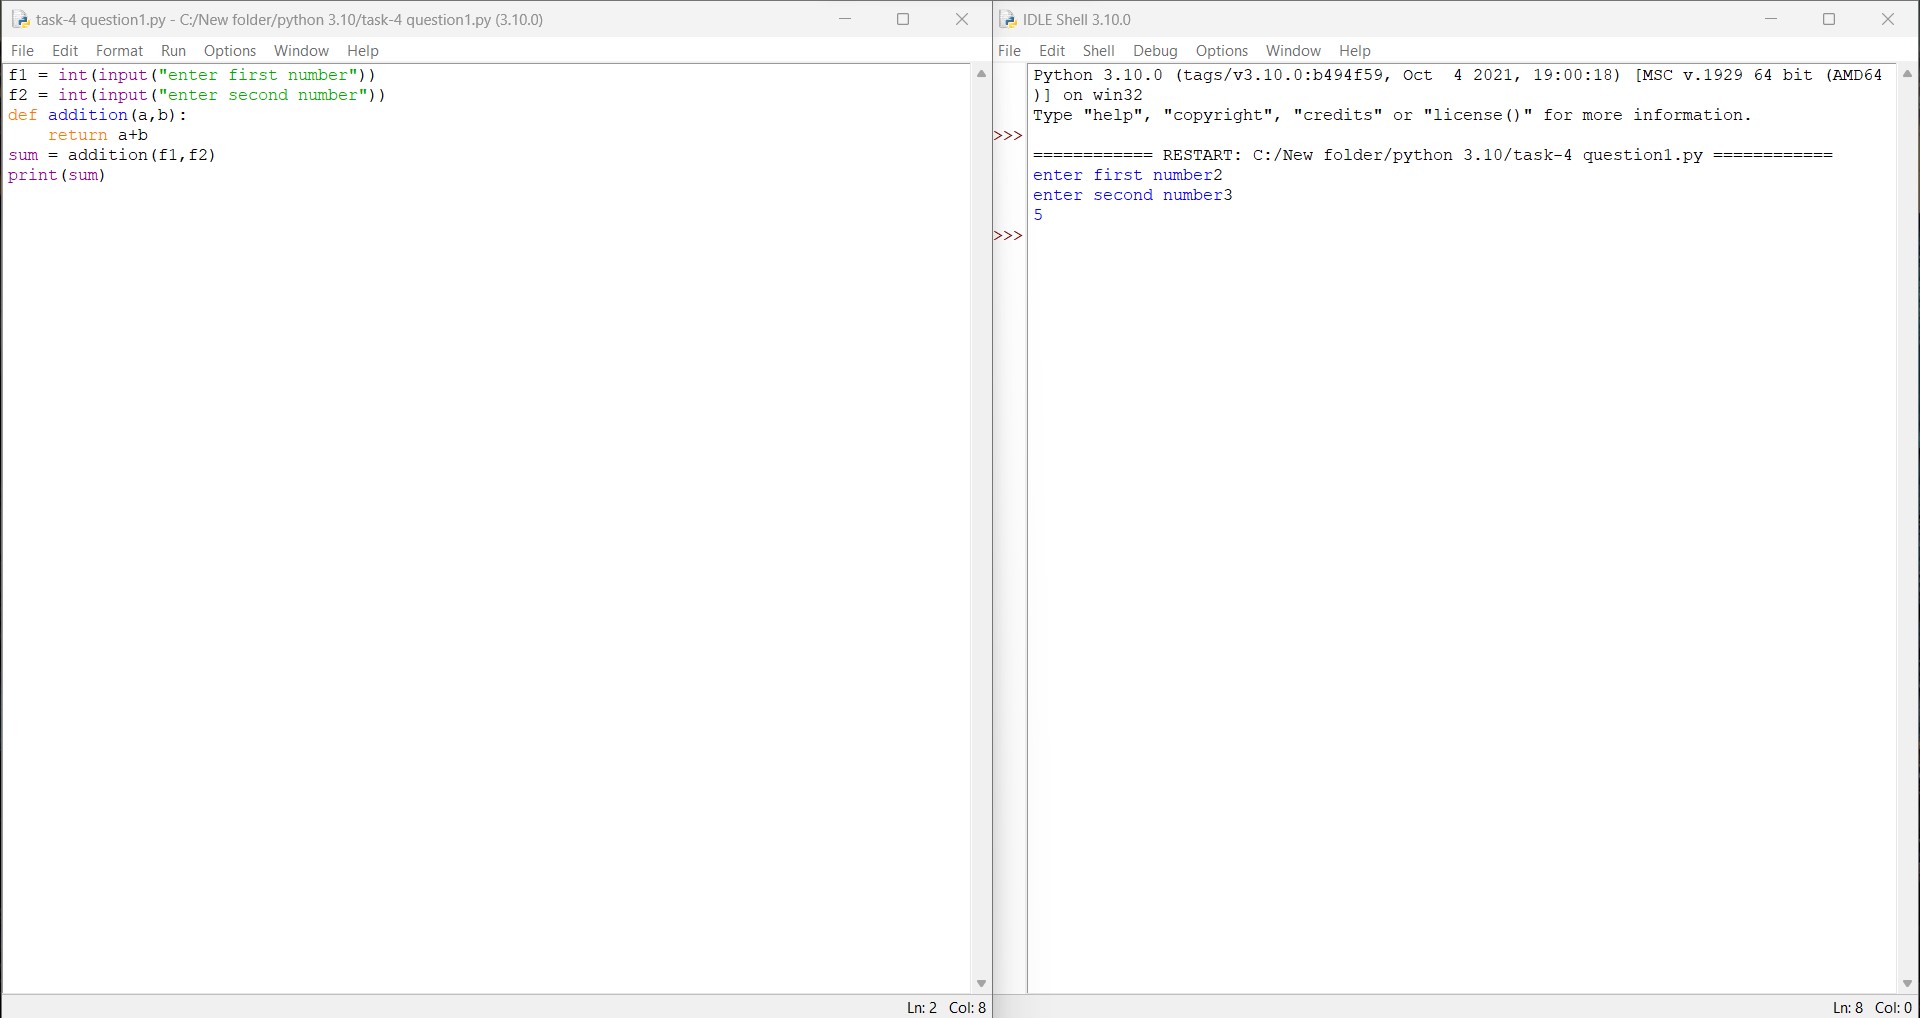 task-4 question1.py - C:/New folder/python 3.10/task-4 question1.py (3.10.0)
File Edit Format Run Options Window Help
f1 = int(input("enter first number"))
f2 = int(input("enter second number"))
def addition(a,b):
    return a+b
sum = addition(f1,f2)
print(sum)
Ln: 2 Col: 8
IDLE Shell 3.10.0
File Edit Shell Debug Options Window Help
Python 3.10.0 (tags/v3.10.0:b494f59, Oct  4 2021, 19:00:18) [MSC v.1929 64 bit (AMD64
)] on win32
Type "help", "copyright", "credits" or "license()" for more information.
>>>
============ RESTART: C:/New folder/python 3.10/task-4 question1.py ============
enter first number2
enter second number3
5
>>>
Ln: 8 Col: 0